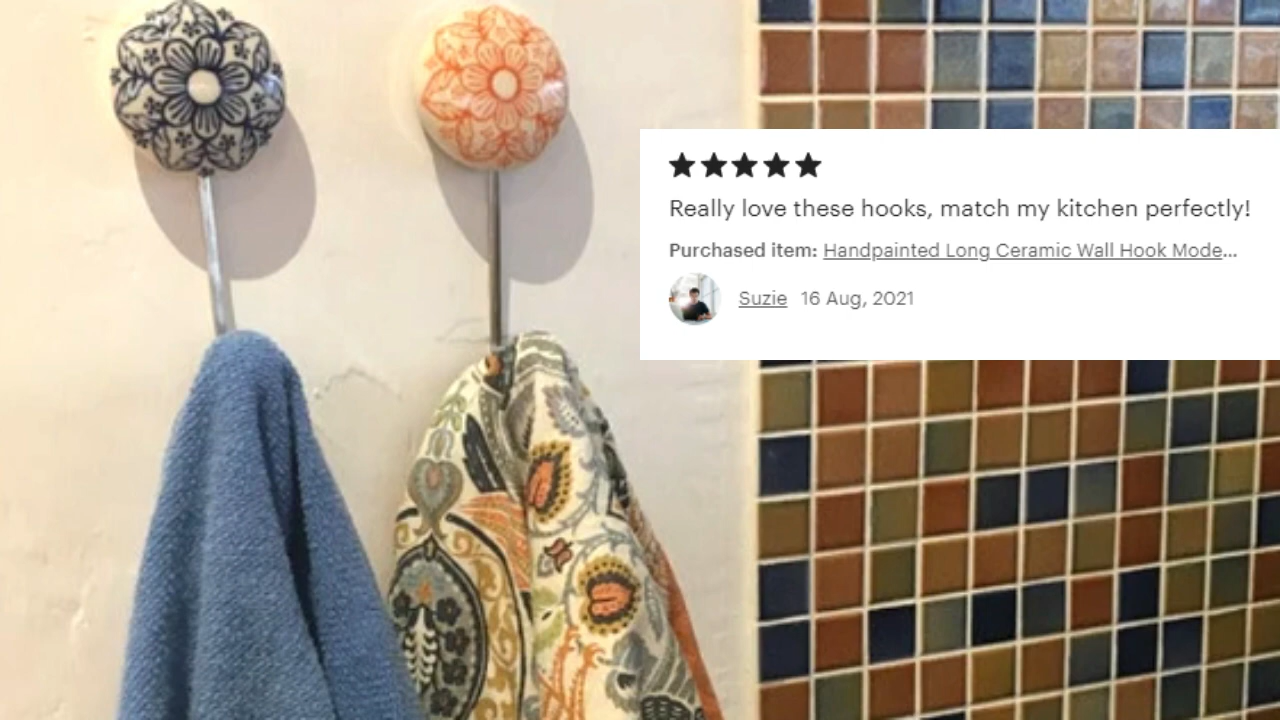 ★★★★★
Really love these hooks, match my kitchen perfectly!
Purchased item: Handpainted Long Ceramic Wall Hook Mode...
Suzie 16 Aug, 2021